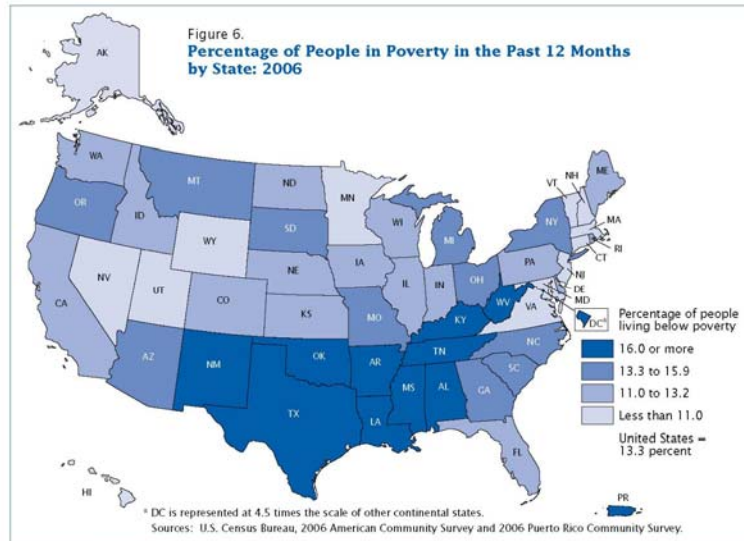 Figure 6.
Percentage of People in Poverty in the Past 12 Months
by State: 2006
AK
WA
MT
ND
MN
OR
ID
WY
SD
WI
MI
NY
VT
NH
ME
MA
RI
CT
NJ
DE
MD
NV
UT
CO
NE
IA
IL
IN
OH
PA
CA
KS
MO
KY
WV
VA
AZ
NM
OK
AR
TN
NC
SC
TX
LA
MS
AL
GA
FL
HI
PR
DC*
Percentage of people
living below poverty
16.0 or more
13.3 to 15.9
11.0 to 13.2
Less than 11.0
United States =
13.3 percent
* DC is represented at 4.5 times the scale of other continental states.
Sources: U.S. Census Bureau, 2006 American Community Survey and 2006 Puerto Rico Community Survey.